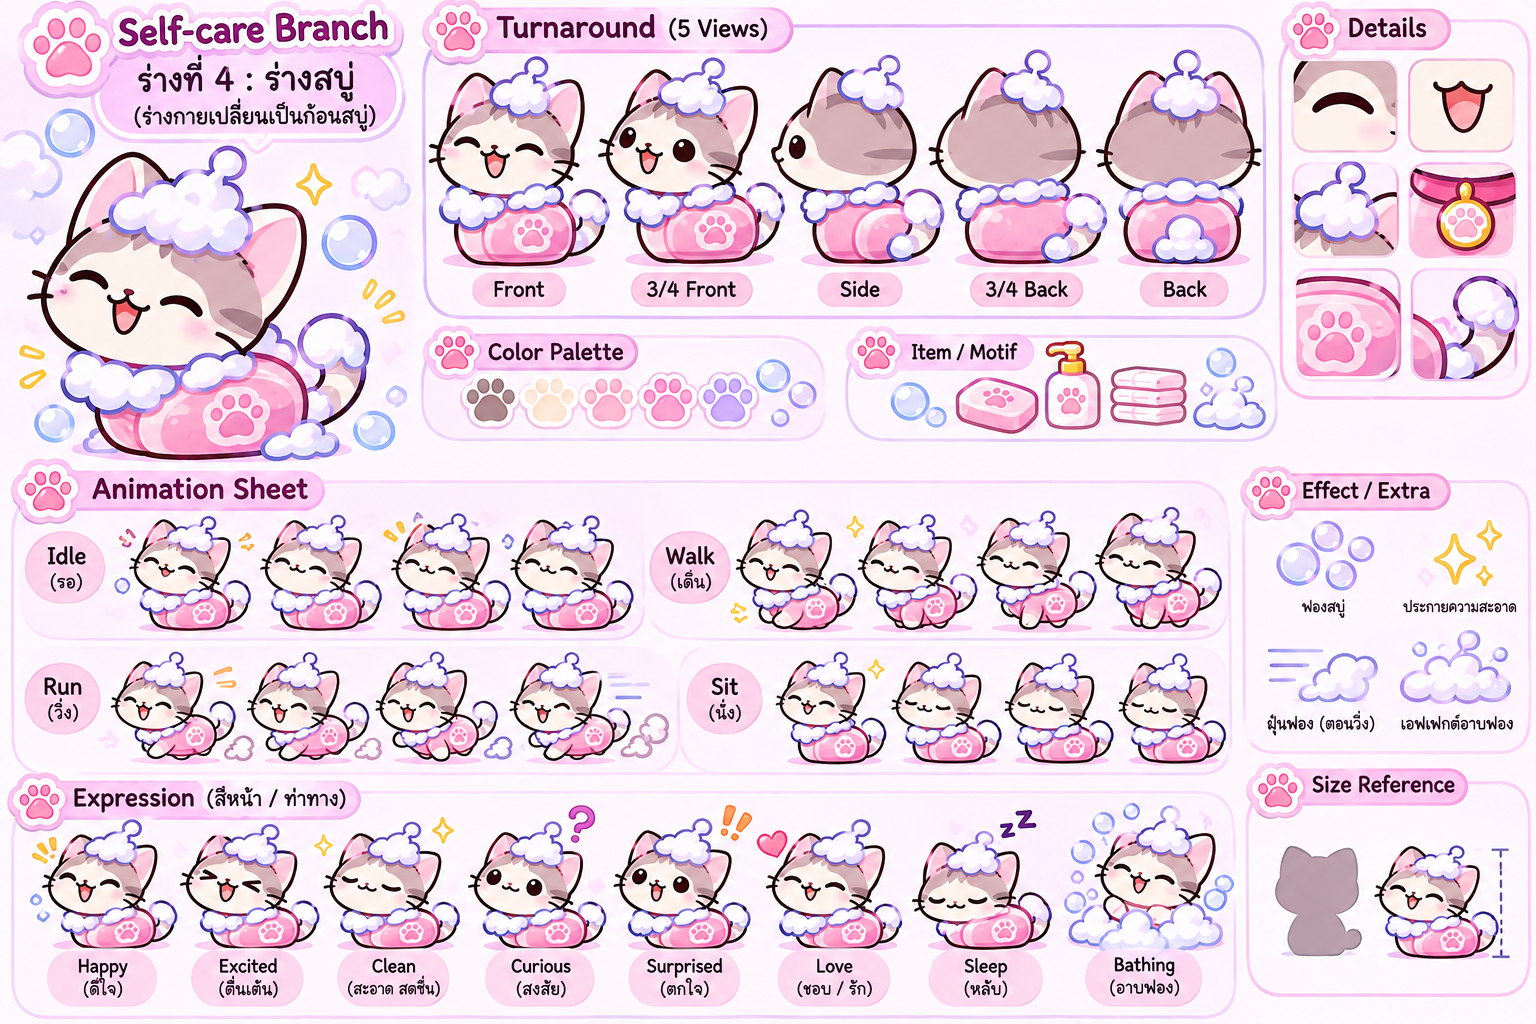 Self-care Branch
ร่างที่ 4 : ร่างสบู่
(ร่างกายเปลี่ยนเป็นก้อนสบู่)
Turnaround (5 Views)
Front
3/4 Front
Side
3/4 Back
Back
Details
Color Palette
Item / Motif
Animation Sheet
Idle
(รอ)
Walk
(เดิ่น)
Run
(วิ่ง)
Sit
(นั่ง)
Effect / Extra
ฟองสบู่
ประกายความสะอาด
ฝุ่นฟอง (ตอนวิ่ง)
เอฟเฟกต์อาบฟอง
Expression (สีหน้า / ท่าทาง)
?
!!
zZ
Happy
(ดีใจ)
Excited
(ตื่นเต้น)
Clean
(สะอาด สดชื่น)
Curious
(สงสัย)
Surprised
(ตกใจ)
Love
(ชอบ / รัก)
Sleep
(หลับ)
Bathing
(อาบฟอง)
Size Reference